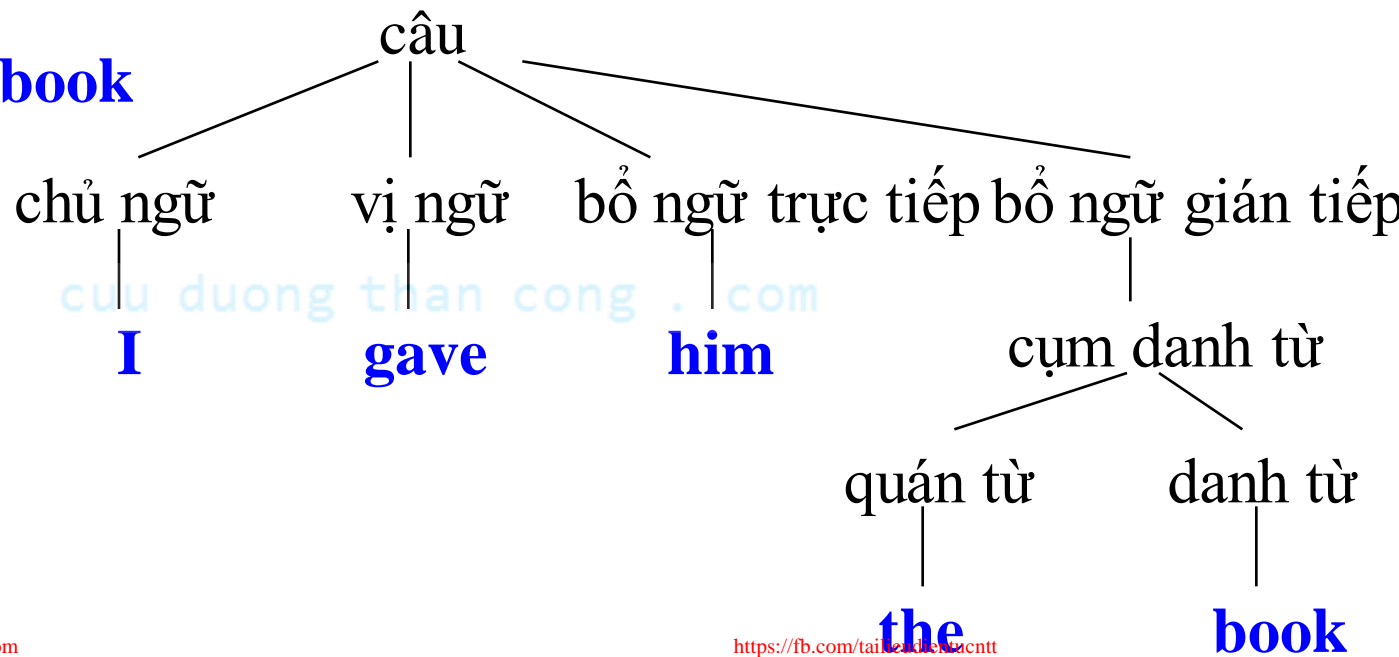 câu
book
chủ ngữ vị ngữ bổ ngữ trực tiếp bổ ngữ gián tiếp
cuu duong than cong . com
I gave him cụm danh từ
quán từ danh từ
the book
om https://fb.com/tailieudientucntt